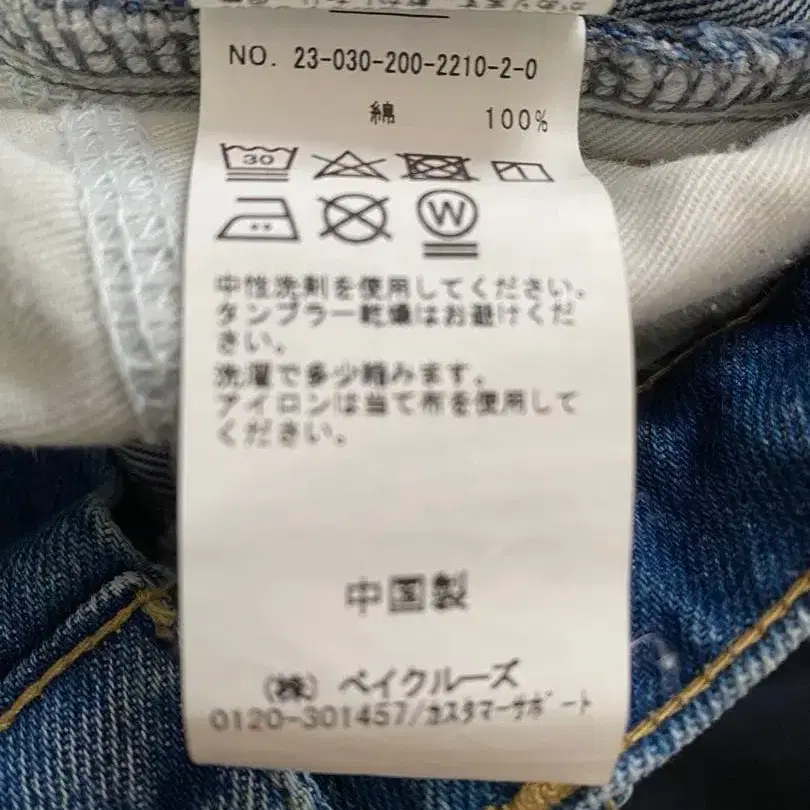 NO. 23-030-200-2210-2-0
綿 100%
30
W
中性洗剤を使用してください。
タンブラー乾燥はお避けくだ
さい。
洗濯で多少縮みます。
アイロンは当て布を使用して
ください。
中国製
(株) ベイクルーズ
0120-301457/カスタマーサポート